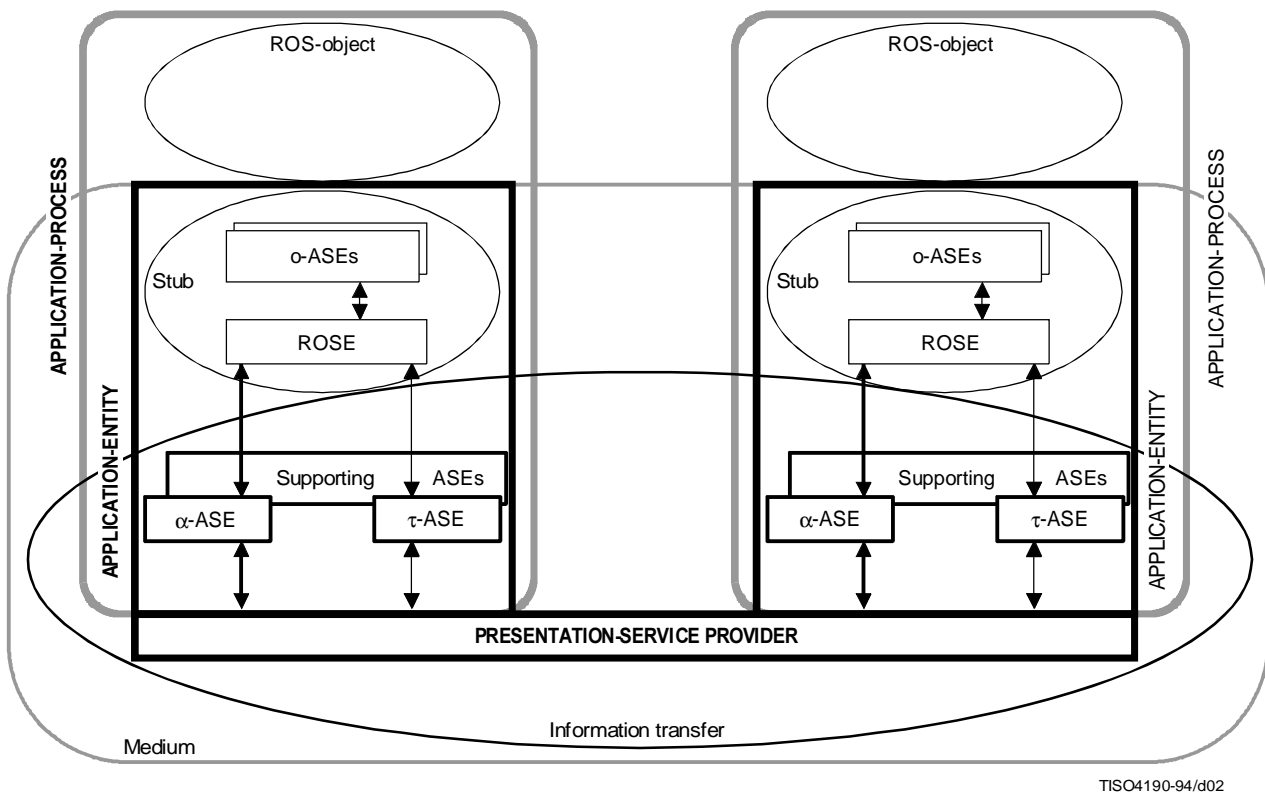 ROS-object
ROS-object
APPLICATION-PROCESS
APPLICATION-PROCESS
o-ASEs
o-ASEs
Stub
Stub
ROSE
ROSE
APPLICATION-ENTITY
APPLICATION-ENTITY
Supporting ASEs
Supporting ASEs
α-ASE
τ-ASE
α-ASE
τ-ASE
PRESENTATION-SERVICE PROVIDER
Information transfer
Medium
TISO4190-94/d02